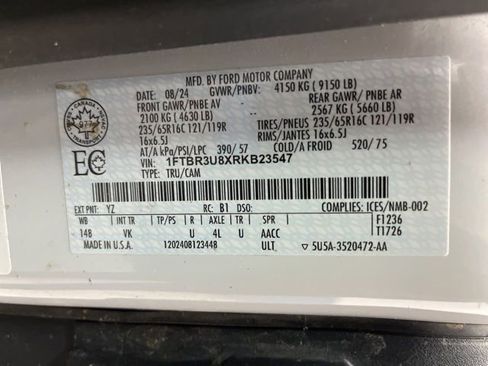 MFD. BY FORD MOTOR COMPANY
DATE: 08/24 GVWR/PNBV: 4150 KG ( 9150 LB)
FRONT GAWR/PNBE AV REAR GAWR/ PNBE AR
2100 KG ( 4630 LB) 2567 KG ( 5660 LB)
235/65R16C 121/119R TIRES/PNEUS 235/65R16C 121/119R
16x6.5J RIMS/JANTES 16x6.5J
AT/A kPa/PSI/LPC 390/ 57 COLD/A FROID 520/75
VIN: 1FTBR3U8XRKB23547
TYPE: TRU/CAM
CANADA
TRANSPORT
EC
EXT PNT: YZ RC: B1 DSO: COMPLIES: ICES/NMB-002
WB INT TR TP/PS R AXLE TR SPR F1236
148 VK U 4L U AACC T1726
MADE IN U.S.A. 1202408123448 ULT. ▽ 5U5A-3520472-AA